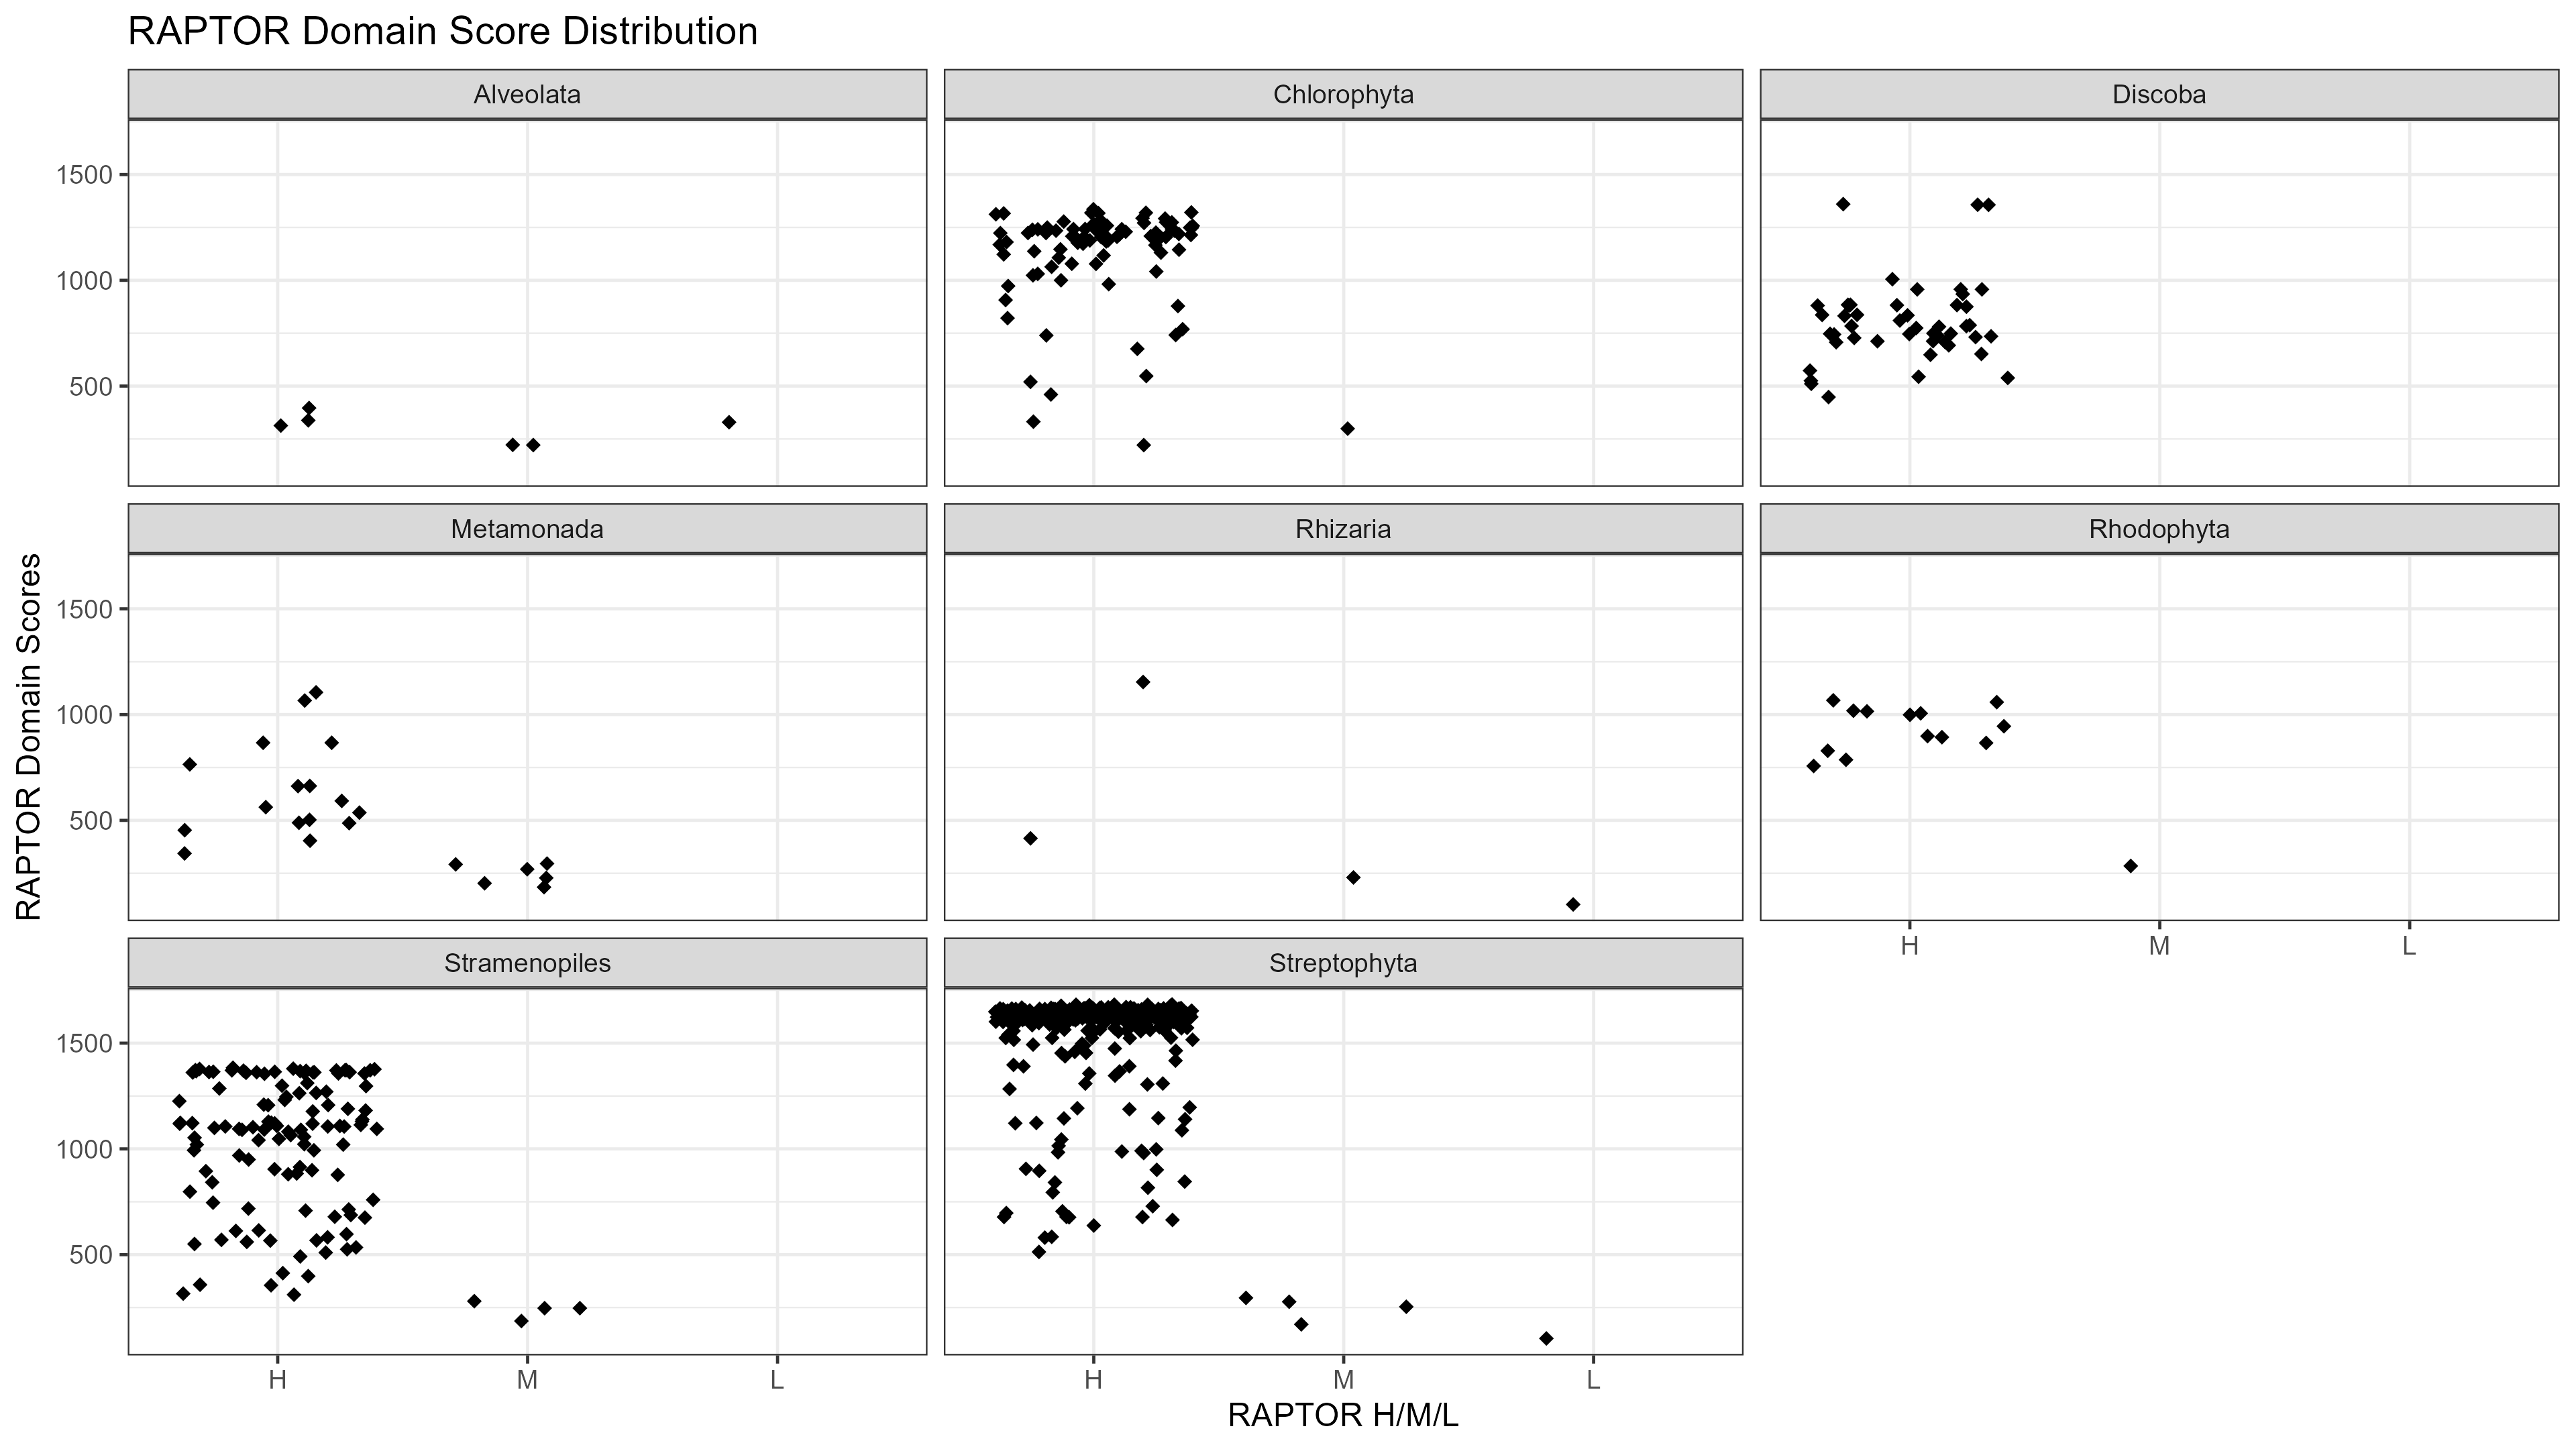 RAPTOR Domain Score Distribution
Alveolata
Chlorophyta
Discoba
1500
1000
500
Metamonada
Rhizaria
Rhodophyta
1500
1000
500
H M L
Stramenopiles
Streptophyta
1500
1000
500
H M L
H M L
RAPTOR H/M/L
RAPTOR Domain Scores